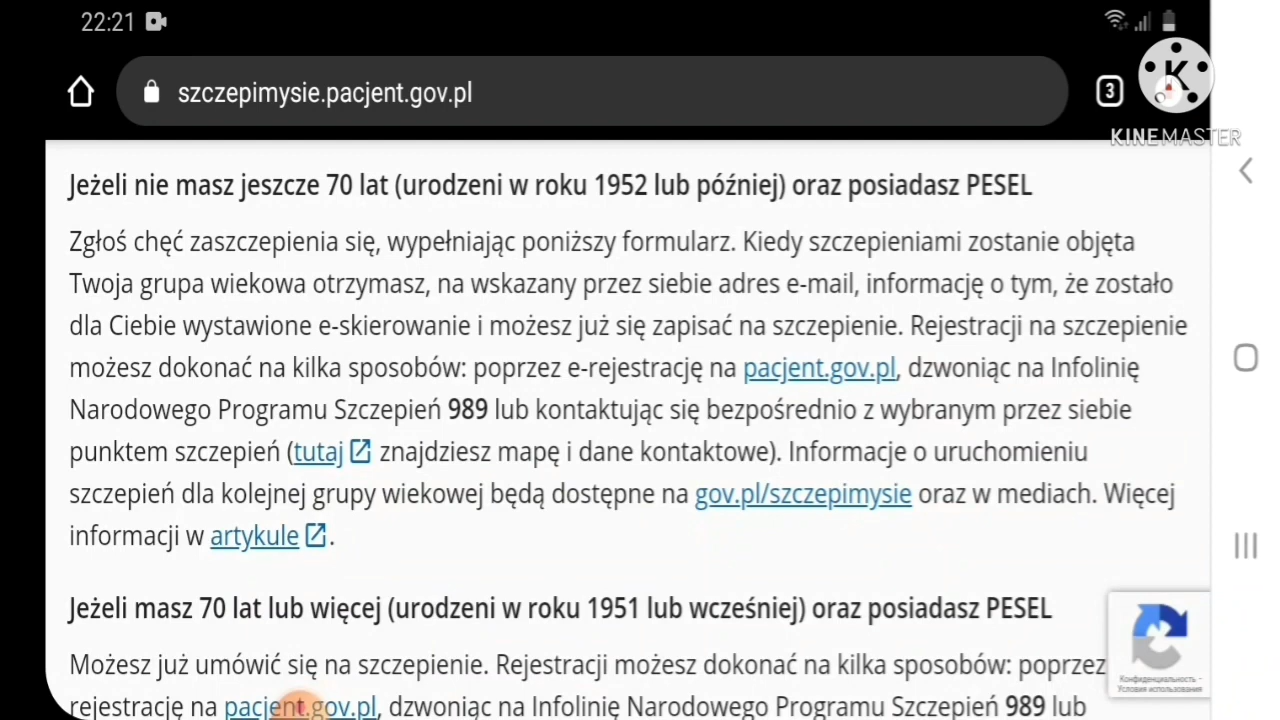 22:21
szczepimysie.pacjent.gov.pl
3
K
KINEMASTER
Jeżeli nie masz jeszcze 70 lat (urodzeni w roku 1952 lub później) oraz posiadasz PESEL
Zgłoś chęć zaszczepienia się, wypełniając poniższy formularz. Kiedy szczepieniami zostanie objęta
Twoja grupa wiekowa otrzymasz, na wskazany przez siebie adres e-mail, informację o tym, że zostało
dla Ciebie wystawione e-skierowanie i możesz już się zapisać na szczepienie. Rejestracji na szczepienie
możesz dokonać na kilka sposobów: poprzez e-rejestrację na pacjent.gov.pl, dzwoniąc na Infolinię
Narodowego Programu Szczepień 989 lub kontaktując się bezpośrednio z wybranym przez siebie
punktem szczepień (tutaj znajdziesz mapę i dane kontaktowe). Informacje o uruchomieniu
szczepień dla kolejnej grupy wiekowej będą dostępne na gov.pl/szczepimysie oraz w mediach. Więcej
informacji w artykule.
Jeżeli masz 70 lat lub więcej (urodzeni w roku 1951 lub wcześniej) oraz posiadasz PESEL
Możesz już umówić się na szczepienie. Rejestracji możesz dokonać na kilka sposobów: poprzez
rejestrację na pacjent.gov.pl, dzwoniąc na Infolinię Narodowego Programu Szczepień 989 lub
Конфиденциальность -
Условия использования